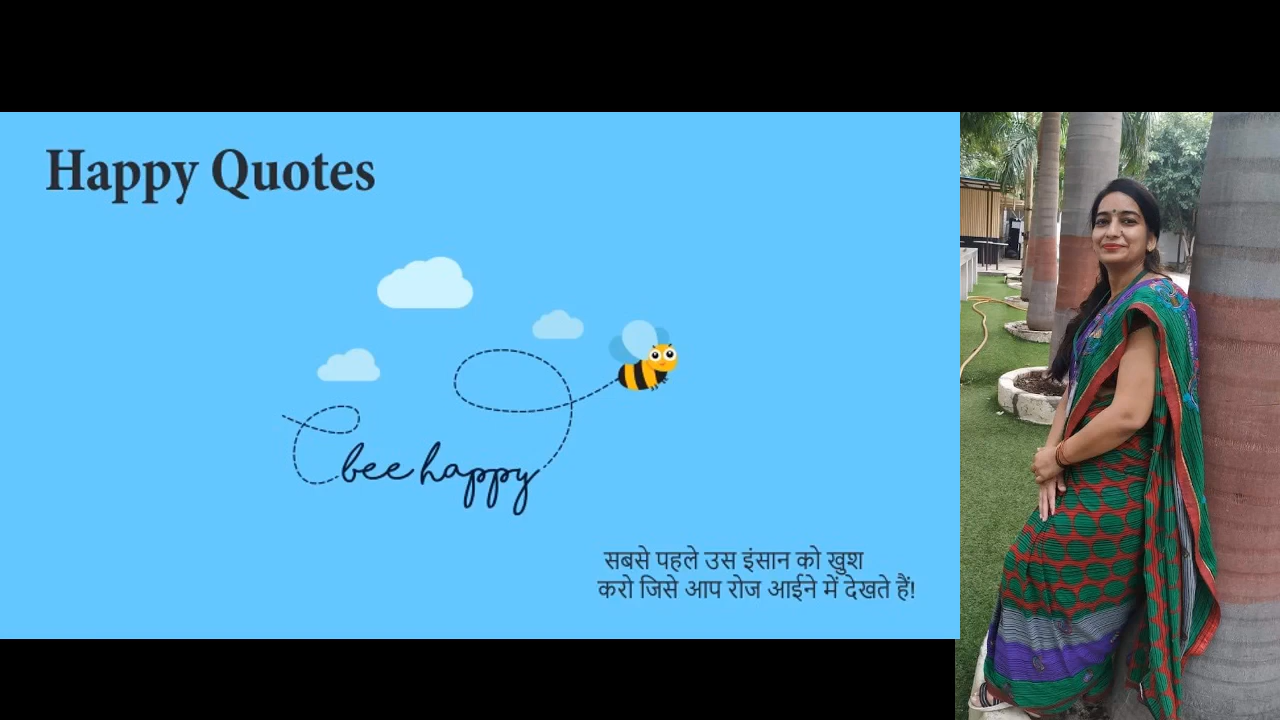 Happy Quotes
bee happy
सबसे पहले उस इंसान को खुश
करो जिसे आप रोज आईने में देखते हैं!